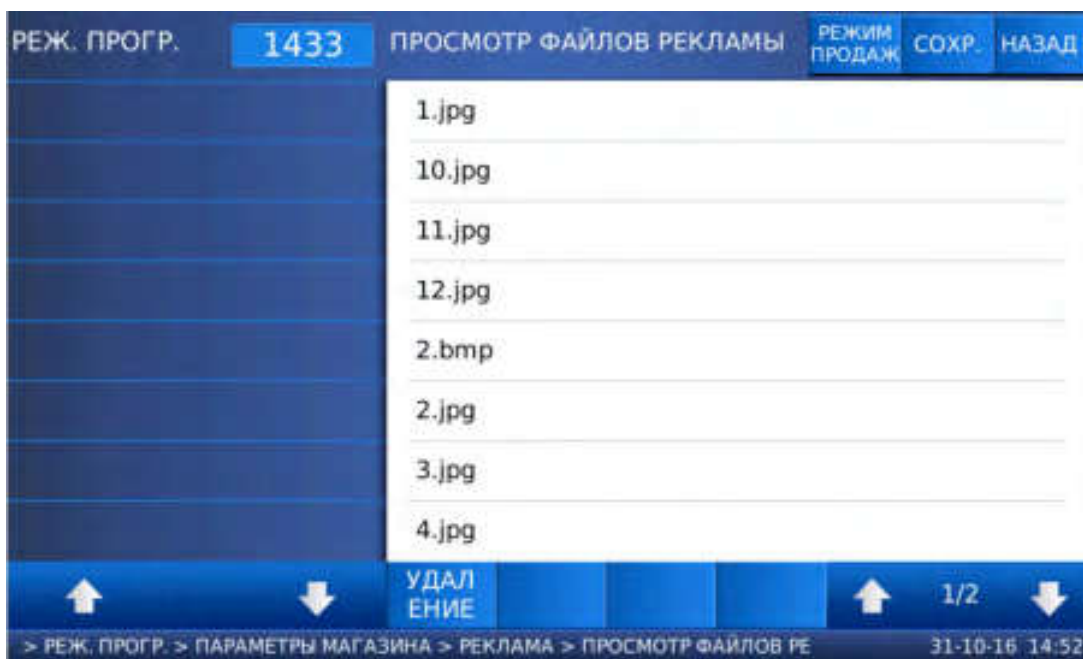 РЕЖ. ПРОГР.
1433
ПРОСМОТР ФАЙЛОВ РЕКЛАМЫ
РЕЖИМ
ПРОДАЖ
СОХР.
НАЗАД
1.jpg
10.jpg
11.jpg
12.jpg
2.bmp
2.jpg
3.jpg
4.jpg
УДАЛ
ЕНИЕ
1/2
> РЕЖ. ПРОГР. > ПАРАМЕТРЫ МАГАЗИНА > РЕКЛАМА > ПРОСМОТР ФАЙЛОВ РЕ
31-10-16 14:52